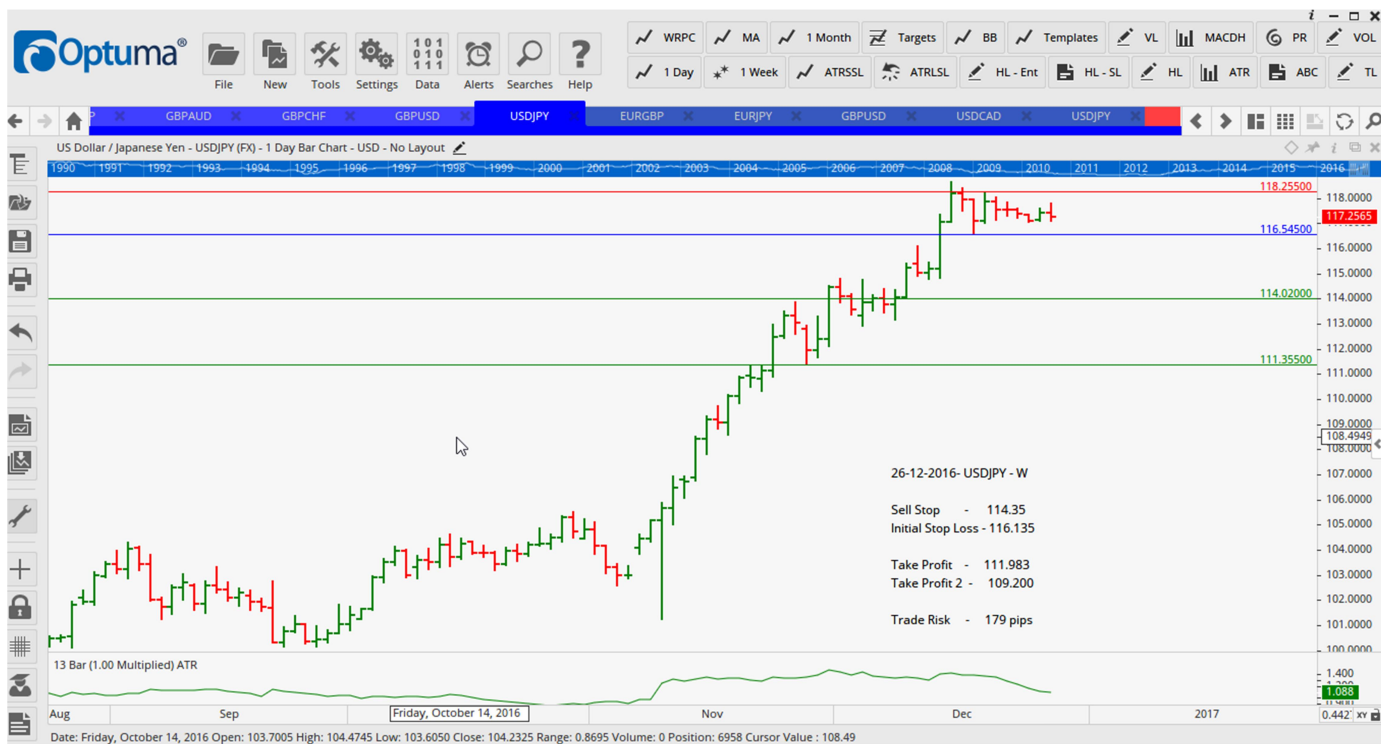 Optuma®
File
New
Tools
Settings
Data
Alerts
Searches
Help
WRPC
MA
1 Month
Targets
BB
Templates
VL
MACDH
PR
VOL
1 Day
1 Week
ATRSSL
ATRLSL
HL - Ent
HL - SL
HL
ATR
ABC
TL
P
GBPAUD
GBPCHF
GBPUSD
USDJPY
EURGBP
EURJPY
GBPUSD
USDCAD
USDJPY
US Dollar / Japanese Yen - USDJPY (FX) - 1 Day Bar Chart - USD - No Layout
1990 1991 1992 1993 1994 1995 1996 1997 1998 1999 2000 2001 2002 2003 2004 2005 2006 2007 2008 2009 2010 2011 2012 2013 2014 2015 2016
118.25500
118.0000
117.2565
116.54500
116.0000
115.0000
114.02000
114.0000
113.0000
112.0000
111.35500
111.0000
110.0000
109.0000
108.4949
108.0000
107.0000
106.0000
105.0000
104.0000
103.0000
102.0000
101.0000
100.0000
26-12-2016- USDJPY - W
Sell Stop - 114.35
Initial Stop Loss - 116.135
Take Profit - 111.983
Take Profit 2 - 109.200
Trade Risk - 179 pips
13 Bar (1.00 Multiplied) ATR
1.400
1.088
Aug
Sep
Friday, October 14, 2016
Nov
Dec
2017
XY
Date: Friday, October 14, 2016 Open: 103.7005 High: 104.4745 Low: 103.6050 Close: 104.2325 Range: 0.8695 Volume: 0 Position: 6958 Cursor Value : 108.49